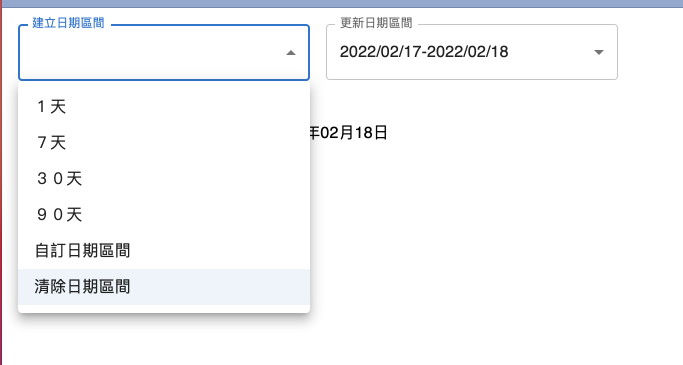 建立日期區間
更新日期區間
2022/02/17-2022/02/18
１天
年02月18日
７天
３０天
９０天
自訂日期區間
清除日期區間